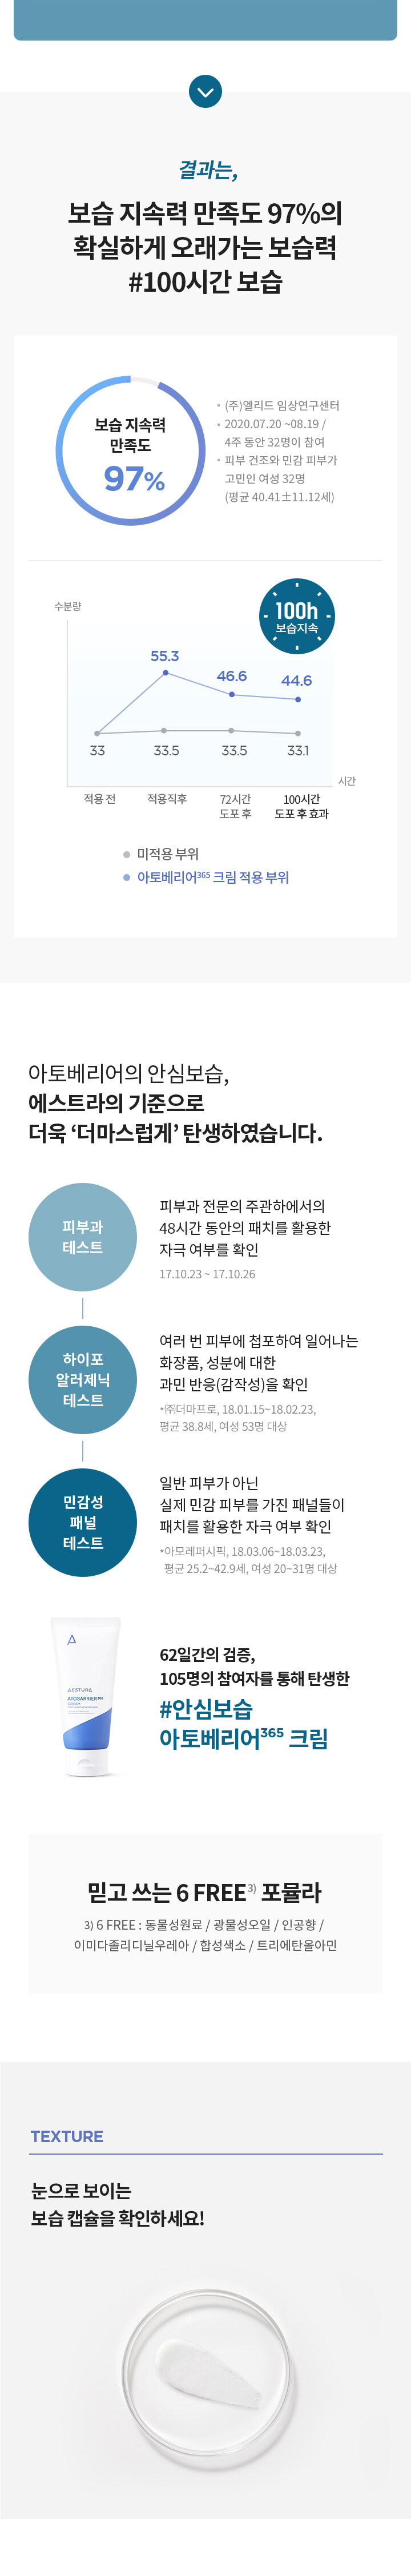 결과는,
보습 지속력 만족도 97%의
확실하게 오래가는 보습력
#100시간 보습
보습 지속력
만족도
97%
• (주)엘리드 임상연구센터
• 2020.07.20 ~08.19 /
4주 동안 32명이 참여
• 피부 건조와 민감 피부가
고민인 여성 32명
(평균 40.41±11.12세)
수분량
100h
보습지속
55.3
46.6
44.6
33
33.5
33.5
33.1
시간
적용 전
적용직후
72시간
도포 후
100시간
도포 후 효과
미적용 부위
아토베리어365 크림 적용 부위
아토베리어의 안심보습,
에스트라의 기준으로
더욱 ‘더마스럽게’ 탄생하였습니다.
피부과
테스트
피부과 전문의 주관하에서의
48시간 동안의 패치를 활용한
자극 여부를 확인
17.10.23 ~ 17.10.26
하이포
알러제닉
테스트
여러 번 피부에 첩포하여 일어나는
화장품, 성분에 대한
과민 반응(감작성)을 확인
*㈜더마프로, 18.01.15~18.02.23,
평균 38.8세, 여성 53명 대상
민감성
패널
테스트
일반 피부가 아닌
실제 민감 피부를 가진 패널들이
패치를 활용한 자극 여부 확인
*아모레퍼시픽, 18.03.06~18.03.23,
평균 25.2~42.9세, 여성 20~31명 대상
AESTURA
ATOBARRIER365
CREAM
62일간의 검증,
105명의 참여자를 통해 탄생한
#안심보습
아토베리어365 크림
믿고 쓰는 6 FREE3) 포뮬라
3) 6 FREE : 동물성원료 / 광물성오일 / 인공향 /
이미다졸리디닐우레아 / 합성색소 / 트리에탄올아민
TEXTURE
눈으로 보이는
보습 캡슐을 확인하세요!